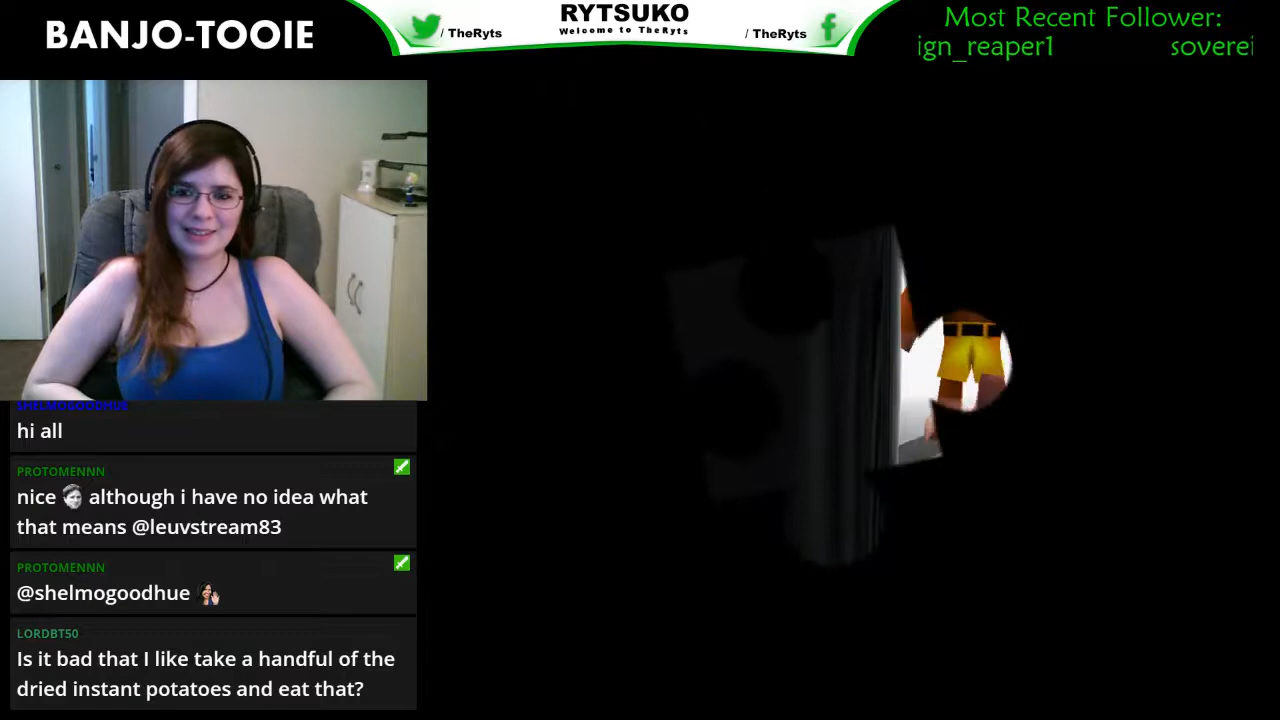 BANJO-TOOIE
/ TheRyts
RYTSUKO
Welcome to TheRyts
/ TheRyts
Most Recent Follower:
ign_reaper1 soverei
SHELMOGOODHUE
hi all
PROTOMENNN
nice although i have no idea what
that means @leuvstream83
PROTOMENNN
@shelmogoodhue
LORDBT50
Is it bad that I like take a handful of the
dried instant potatoes and eat that?